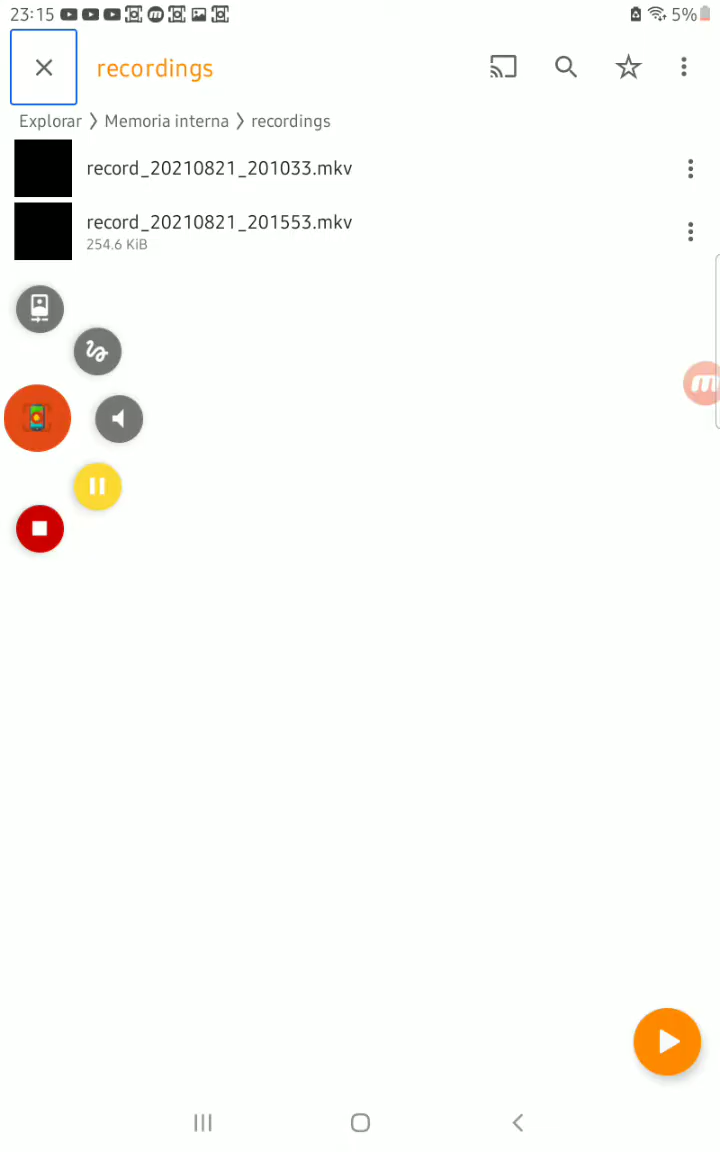 23:15 5%
recordings
Explorar > Memoria interna > recordings
record_20210821_201033.mkv
record_20210821_201553.mkv
254.6 KiB